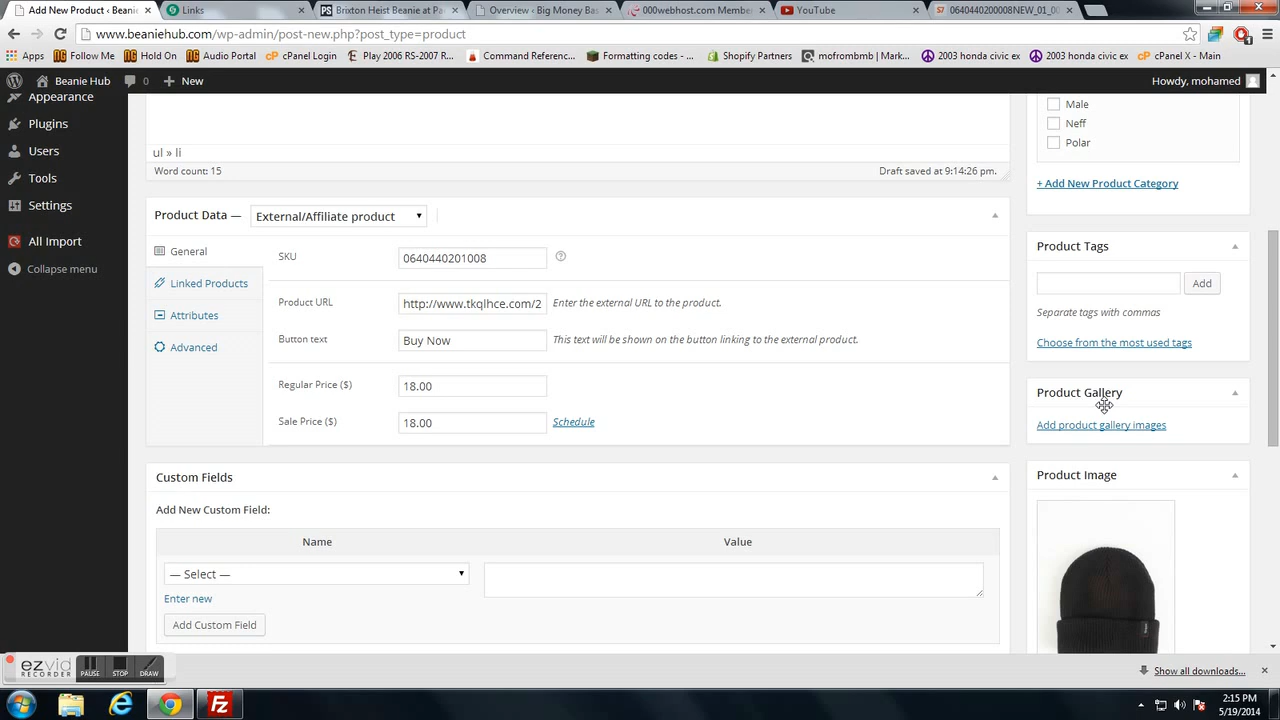 Add New Product ‹ Beanie
Links
Brixton Heist Beanie at Pa
Overview - Big Money Bas
000webhost.com Membe
YouTube
0640440200008NEW_01_00
www.beaniehub.com/wp-admin/post-new.php?post_type=product
Apps
Follow Me
Hold On
Audio Portal
cPanel Login
Play 2006 RS-2007 R...
Command Referenc...
Formatting codes - ...
Shopify Partners
mofrombmb | Mark...
2003 honda civic ex
2003 honda civic ex
cPanel X - Main
Beanie Hub
0
New
Howdy, mohamed
Appearance
Plugins
Users
Tools
Settings
All Import
Collapse menu
ul » li
Word count: 15
Draft saved at 9:14:26 pm.
Product Data —
External/Affiliate product
General
Linked Products
Attributes
Advanced
SKU
0640440201008
Product URL
http://www.tkqlhce.com/2
Enter the external URL to the product.
Button text
Buy Now
This text will be shown on the button linking to the external product.
Regular Price ($)
18.00
Sale Price ($)
18.00
Schedule
Custom Fields
Add New Custom Field:
Name
Value
— Select —
Enter new
Add Custom Field
Male
Neff
Polar
+ Add New Product Category
Product Tags
Add
Separate tags with commas
Choose from the most used tags
Product Gallery
Add product gallery images
Product Image
ezvid
RECORDER
PAUSE
STOP
DRAW
Show all downloads...
2:15 PM
5/19/2014